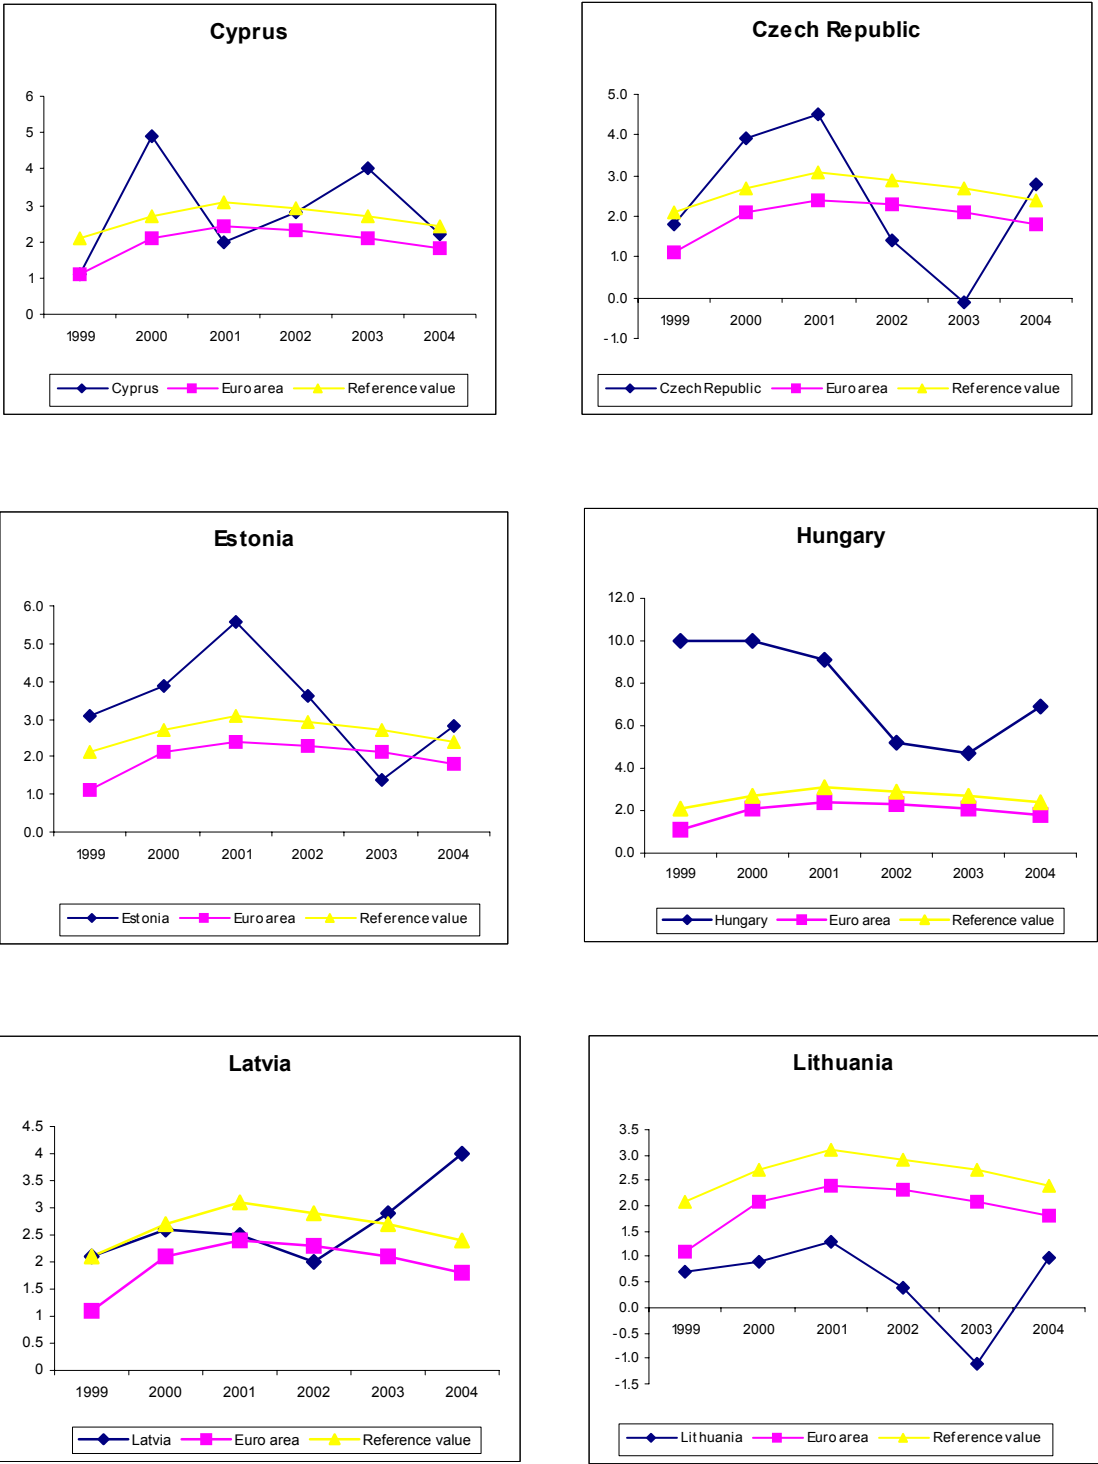 Cyprus
6
5
4
3
2
1
0
1999 2000 2001 2002 2003 2004
Cyprus Euro area Reference value
Czech Republic
5.0
4.0
3.0
2.0
1.0
0.0
-1.0
1999 2000 2001 2002 2003 2004
Czech Republic Euro area Reference value
Estonia
6.0
5.0
4.0
3.0
2.0
1.0
0.0
1999 2000 2001 2002 2003 2004
Estonia Euro area Reference value
Hungary
12.0
10.0
8.0
6.0
4.0
2.0
0.0
1999 2000 2001 2002 2003 2004
Hungary Euro area Reference value
Latvia
4.5
4
3.5
3
2.5
2
1.5
1
0.5
0
1999 2000 2001 2002 2003 2004
Latvia Euro area Reference value
Lithuania
3.5
3.0
2.5
2.0
1.5
1.0
0.5
0.0
-0.5
-1.0
-1.5
1999 2000 2001 2002 2003 2004
Lithuania Euro area Reference value